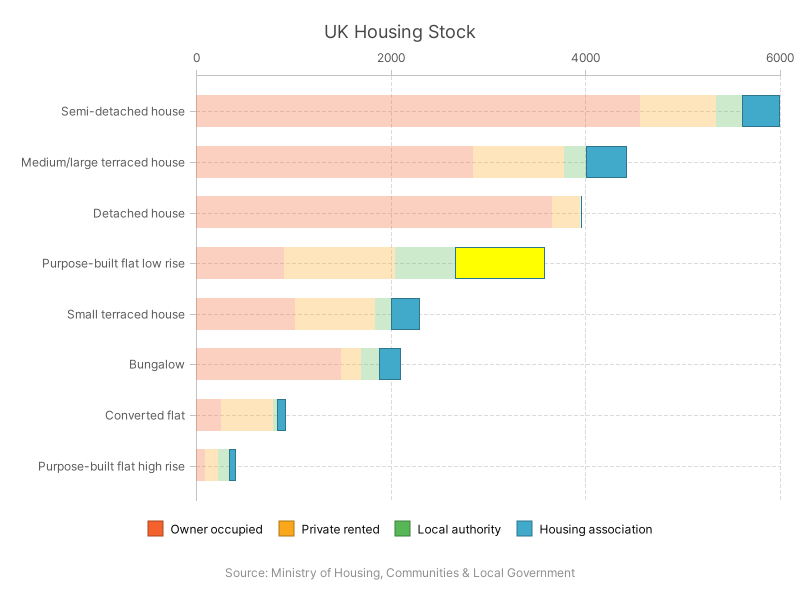 UK Housing Stock
0 2000 4000 6000
Semi-detached house
Medium/large terraced house
Detached house
Purpose-built flat low rise
Small terraced house
Bungalow
Converted flat
Purpose-built flat high rise
Owner occupied Private rented Local authority Housing association
Source: Ministry of Housing, Communities & Local Government